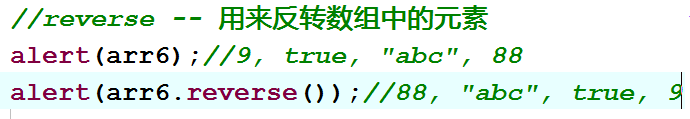 //reverse -- 用来反转数组中的元素
alert(arr6);//9, true, "abc", 88
alert(arr6.reverse());//88, "abc", true, 9